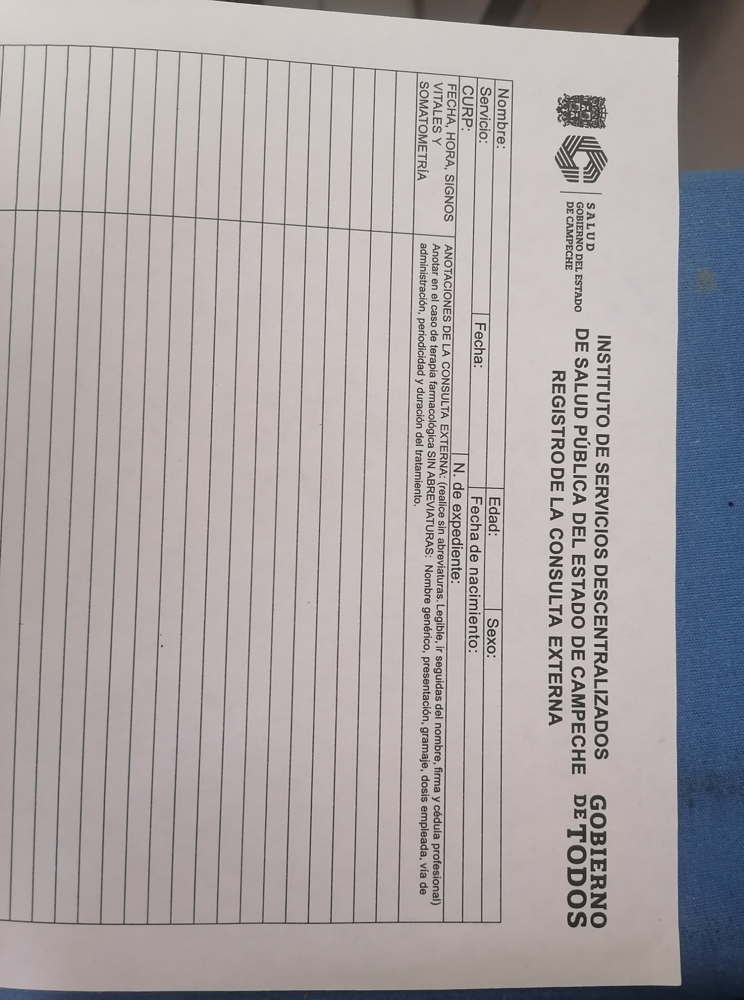 SALUD
GOBIERNO DEL ESTADO
DE CAMPECHE
INSTITUTO DE SERVICIOS DESCENTRALIZADOS
DE SALUD PÚBLICA DEL ESTADO DE CAMPECHE
REGISTRO DE LA CONSULTA EXTERNA
GOBIERNO
DE TODOS
Nombre: Edad: Sexo:
Servicio: Fecha: Fecha de nacimiento:
CURP: N. de expediente:
FECHA, HORA, SIGNOS
VITALES Y
SOMATOMETRÍA
ANOTACIONES DE LA CONSULTA EXTERNA: (realice sin abreviaturas. Legible, ir seguidas del nombre, firma y cédula profesional)
Anotar en el caso de terapia farmacológica SIN ABREVIATURAS: Nombre genérico, presentación, gramaje, dosis empleada, vía de
administración, periodicidad y duración del tratamiento.